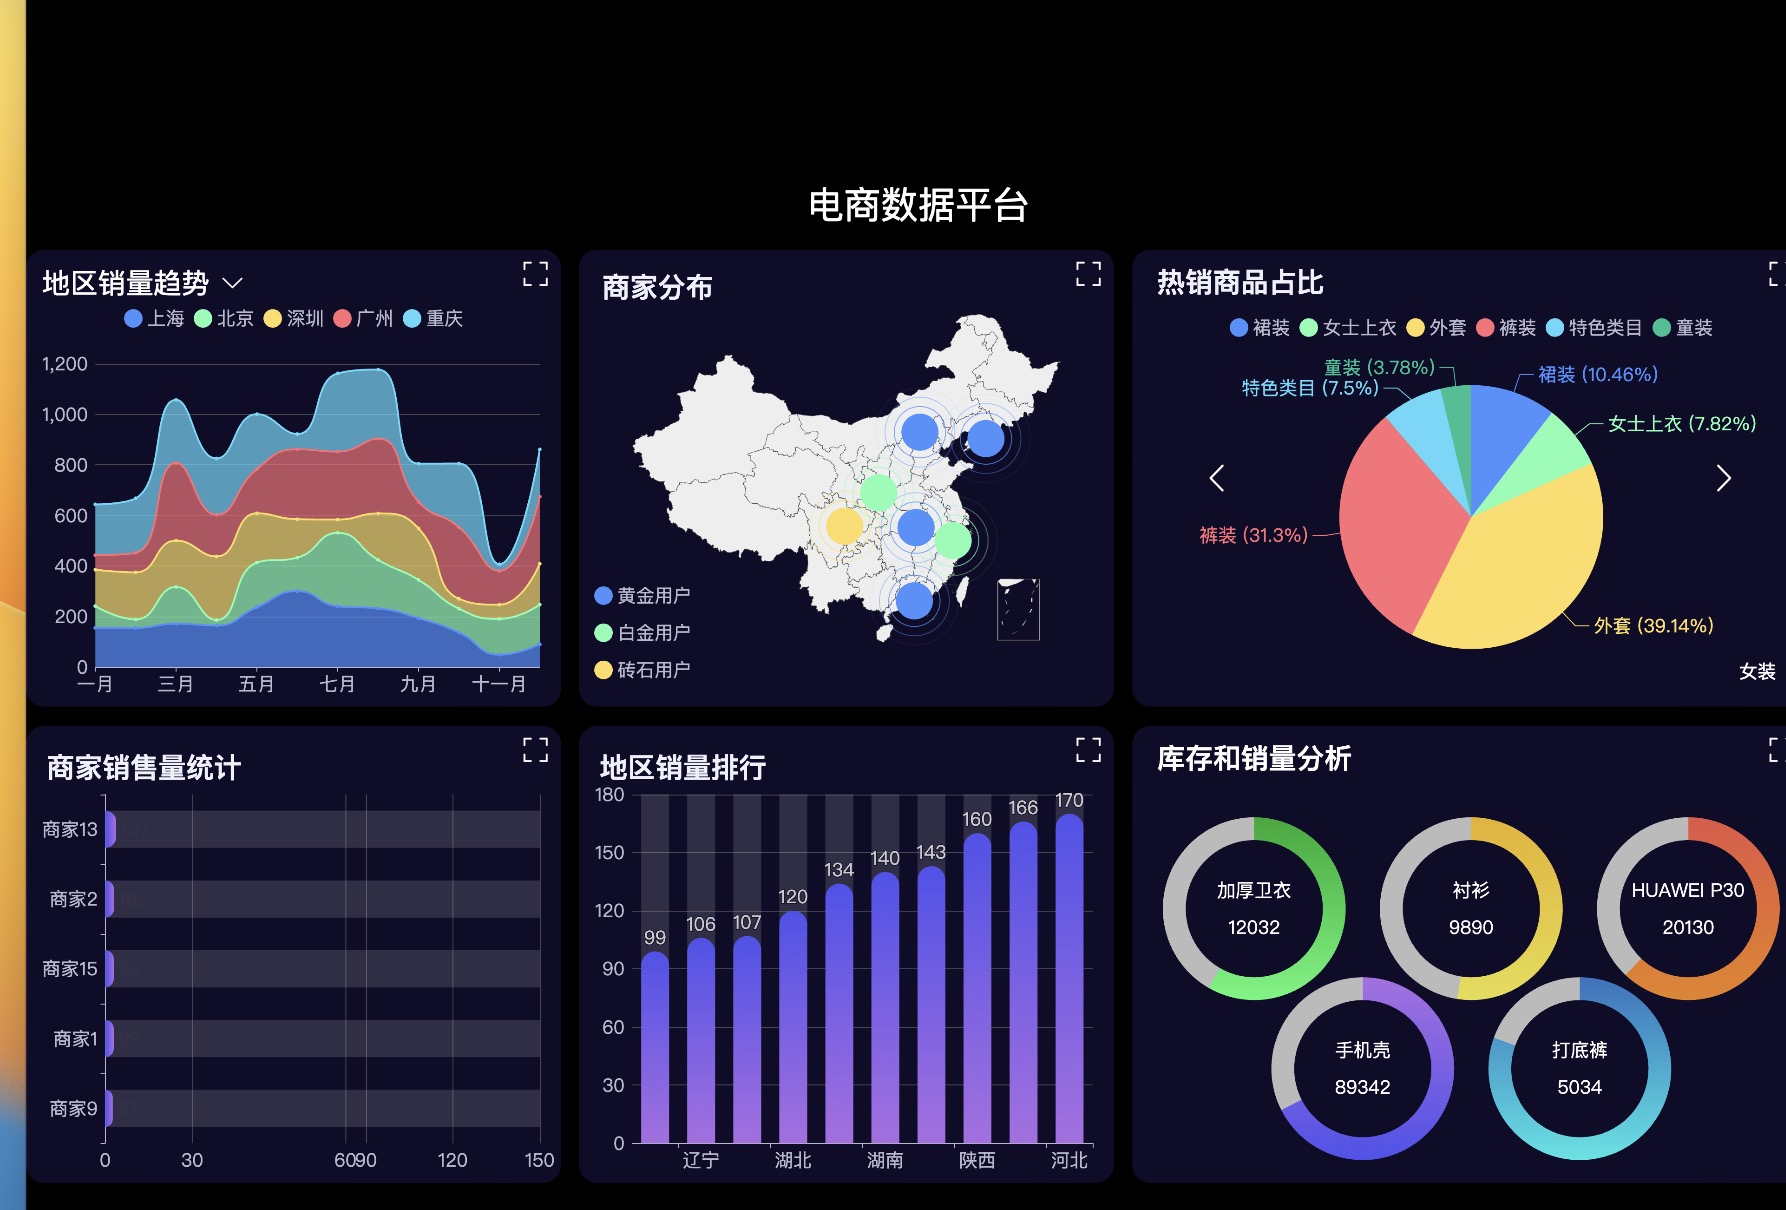 电商数据平台
地区销量趋势
上海 北京 深圳 广州 重庆
1,200
1,000
800
600
400
200
0
一月 三月 五月 七月 九月 十一月
商家分布
黄金用户
白金用户
砖石用户
热销商品占比
裙装 女士上衣 外套 裤装 特色类目 童装
童装 (3.78%)
特色类目 (7.5%)
裙装 (10.46%)
女士上衣 (7.82%)
裤装 (31.3%)
外套 (39.14%)
女装
商家销售量统计
商家13
商家2
商家15
商家1
商家9
0 30 60 90 120 150
地区销量排行
180
150
120
90
60
30
0
99 106 107 120 134 140 143 160 166 170
辽宁 湖北 湖南 陕西 河北
库存和销量分析
加厚卫衣
12032
衬衫
9890
HUAWEI P30
20130
手机壳
89342
打底裤
5034